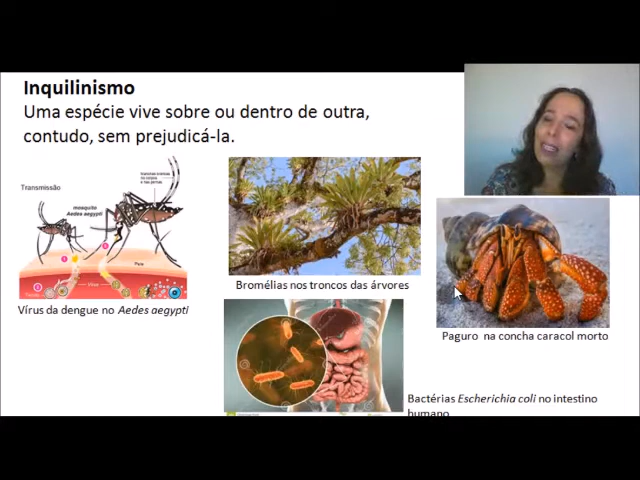 Inquilinismo
Uma espécie vive sobre ou dentro de outra,
contudo, sem prejudicá-la.
Transmissão
mosquito
Aedes aegypti
Pele
Vírus
Vírus da dengue no Aedes aegypti
Bromélias nos troncos das árvores
Paguro na concha caracol morto
Bactérias Escherichia coli no intestino
humano